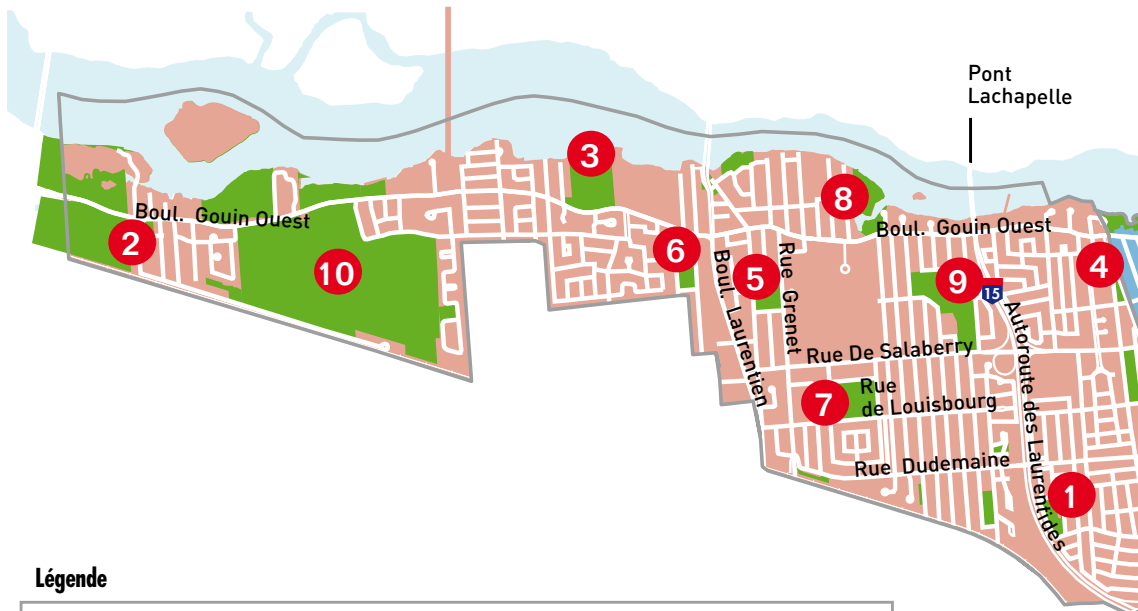 Pont
Lachapelle
3
8
Boul. Gouin Ouest
Boul. Gouin Ouest
2
6
4
10
5
9
15
Boul. Laurentien
Rue Grenet
Autoroute des Laurentides
Rue De Salaberry
7
Rue
de Louisbourg
Rue Dudemaine
1
Légende